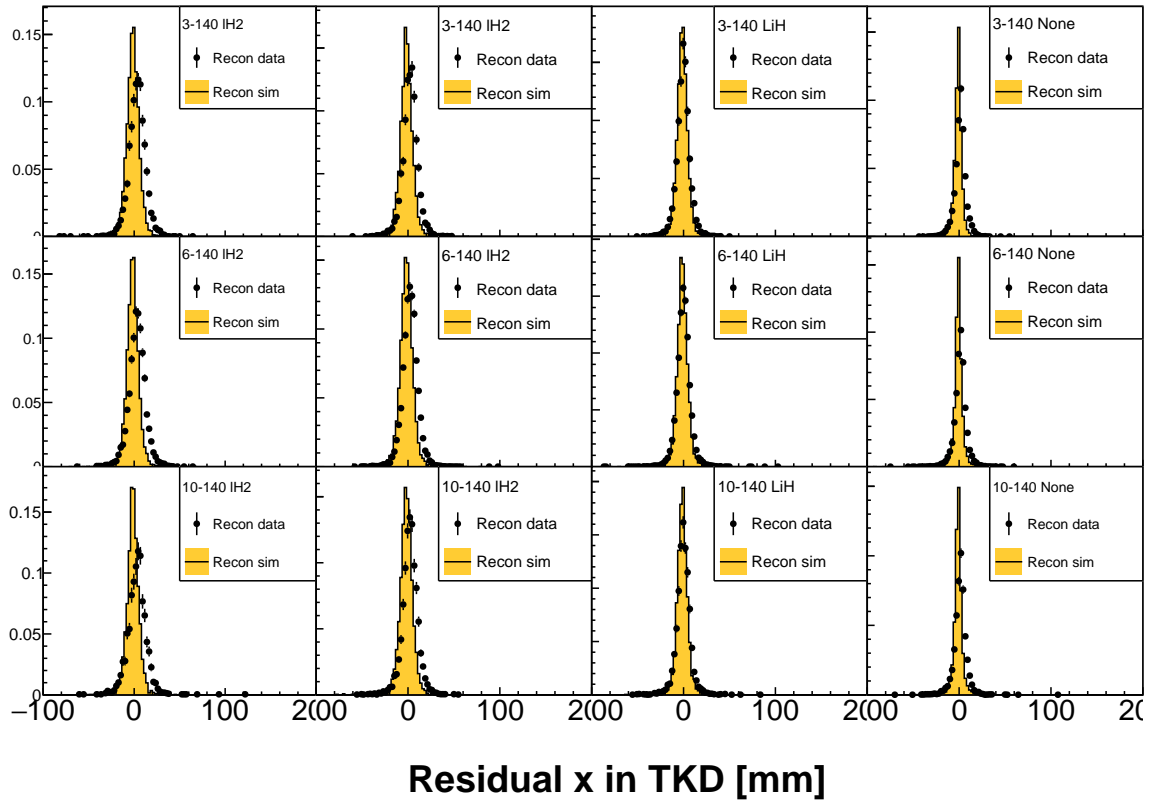 3-140 lH2
Recon data
Recon sim
3-140 lH2
Recon data
Recon sim
3-140 LiH
Recon data
Recon sim
3-140 None
Recon data
Recon sim
0.15
0.1
0.05
0
6-140 lH2
Recon data
Recon sim
6-140 lH2
Recon data
Recon sim
6-140 LiH
Recon data
Recon sim
6-140 None
Recon data
Recon sim
0.15
0.1
0.05
0
10-140 lH2
Recon data
Recon sim
10-140 lH2
Recon data
Recon sim
10-140 LiH
Recon data
Recon sim
10-140 None
Recon data
Recon sim
0.15
0.1
0.05
0
−100 0 100 200 0 100 200 0 100 200 0 100 20
Residual x in TKD [mm]